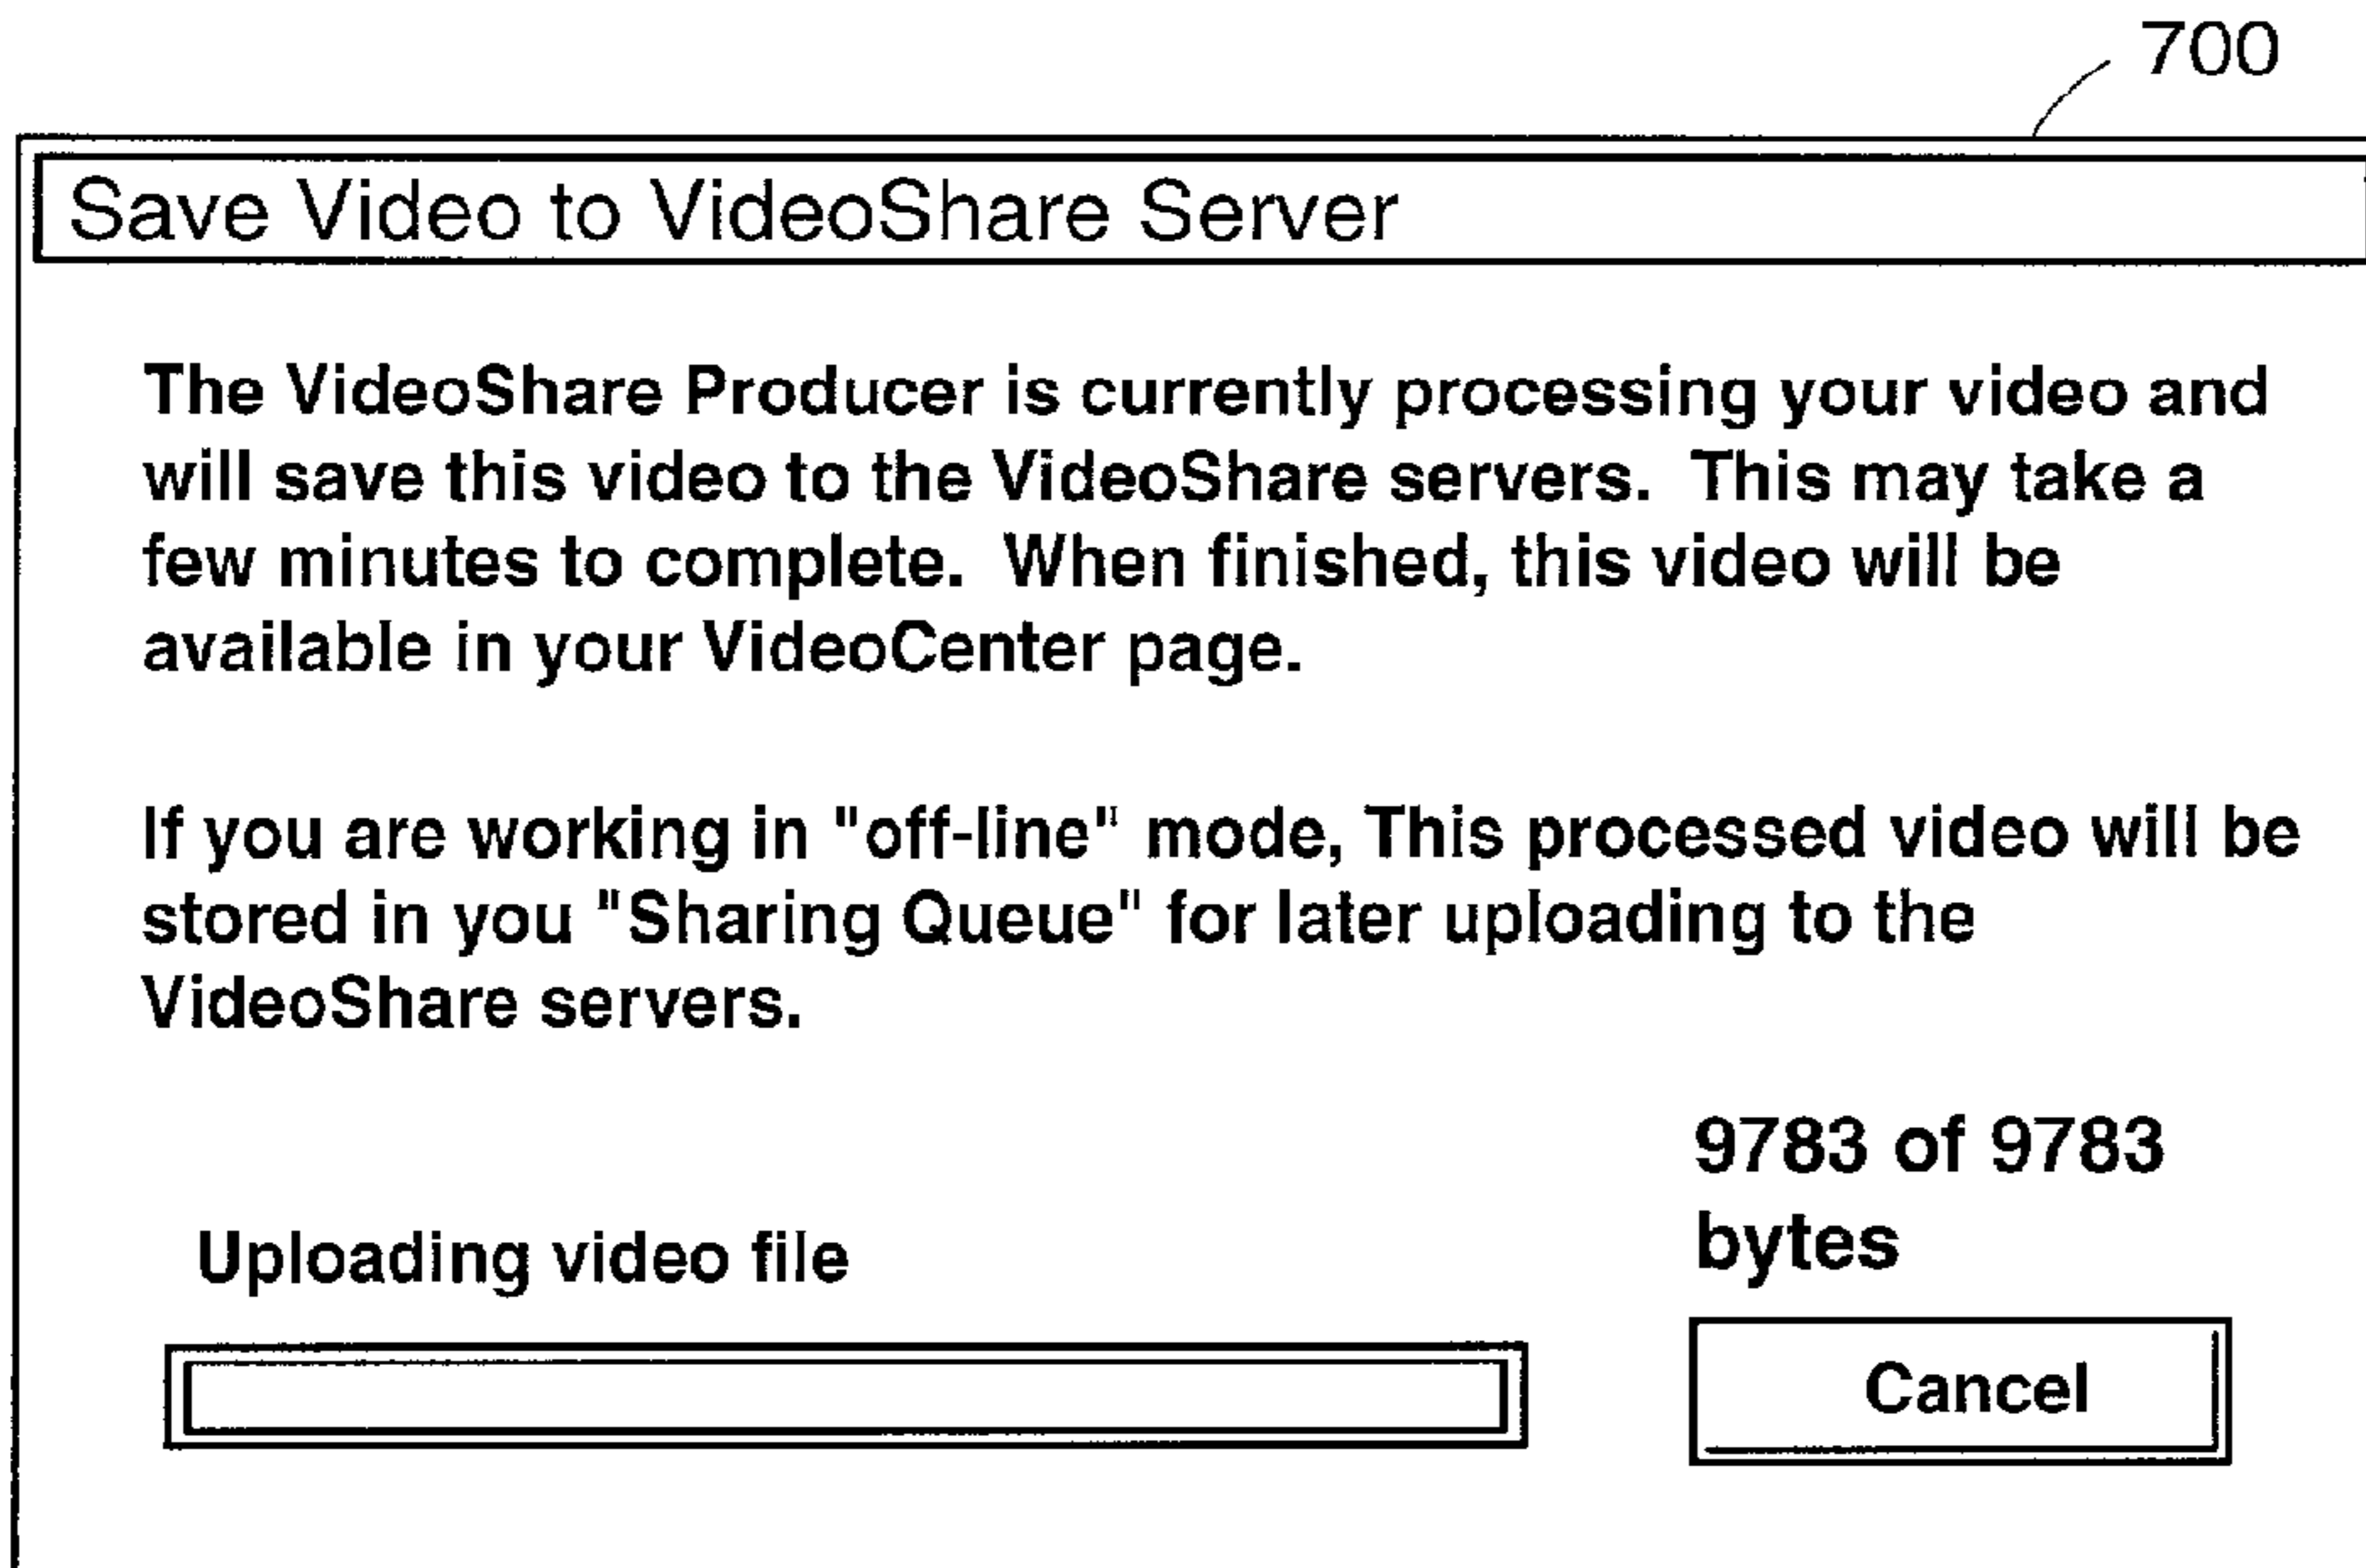 700
Save Video to VideoShare Server
The VideoShare Producer is currently processing your video and
will save this video to the VideoShare servers. This may take a
few minutes to complete. When finished, this video will be
available in your VideoCenter page.
If you are working in "off-line" mode, This processed video will be
stored in you "Sharing Queue" for later uploading to the
VideoShare servers.
9783 of 9783
bytes
Uploading video file
Cancel